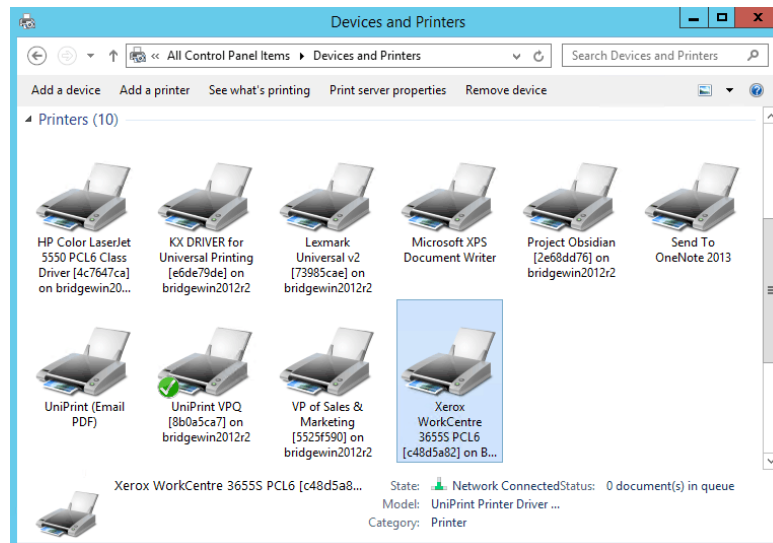 Devices and Printers
« All Control Panel Items ▸ Devices and Printers
Search Devices and Printers
Add a device Add a printer See what's printing Print server properties Remove device
Printers (10)
HP Color LaserJet
5550 PCL6 Class
Driver [4c7647ca]
on bridgewin20...
KX DRIVER for
Universal Printing
[e6de79de] on
bridgewin2012r2
Lexmark
Universal v2
[73985cae] on
bridgewin2012r2
Microsoft XPS
Document Writer
Project Obsidian
[2e68dd76] on
bridgewin2012r2
Send To
OneNote 2013
UniPrint (Email
PDF)
UniPrint VPQ
[8b0a5ca7] on
bridgewin2012r2
VP of Sales &
Marketing
[5525f590] on
bridgewin2012r2
Xerox
WorkCentre
3655S PCL6
[c48d5a82] on B...
Xerox WorkCentre 3655S PCL6 [c48d5a8...
State: Network Connected Status: 0 document(s) in queue
Model: UniPrint Printer Driver ...
Category: Printer